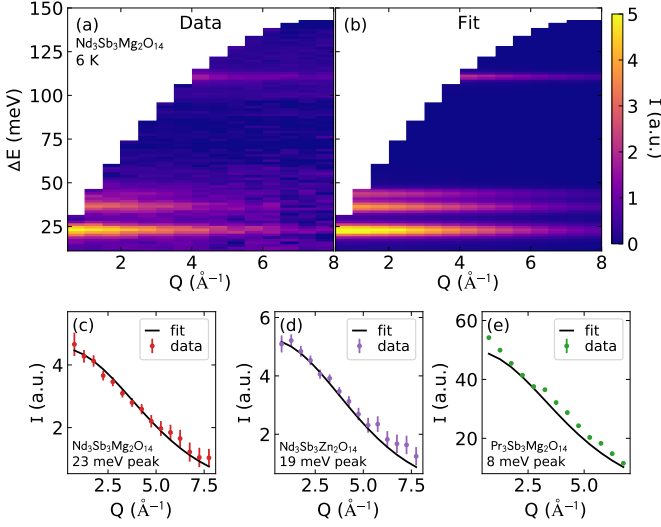 (a) Data
Nd₃Sb₃Mg₂O₁₄
6 K
(b) Fit
150
125
100
75
50
25
ΔE (meV)
2 4 6 8
Q (Å⁻¹)
2 4 6 8
Q (Å⁻¹)
5
4
3
2
1
0
I (a.u.)
(c)
fit
data
4
2
I (a.u.)
Nd₃Sb₃Mg₂O₁₄
23 meV peak
2.5 5.0 7.5
Q (Å⁻¹)
(d)
fit
data
6
4
2
I (a.u.)
Nd₃Sb₃Zn₂O₁₄
19 meV peak
2.5 5.0 7.5
Q (Å⁻¹)
(e)
fit
data
60
40
20
I (a.u.)
Pr₃Sb₃Mg₂O₁₄
8 meV peak
2.5 5.0
Q (Å⁻¹)